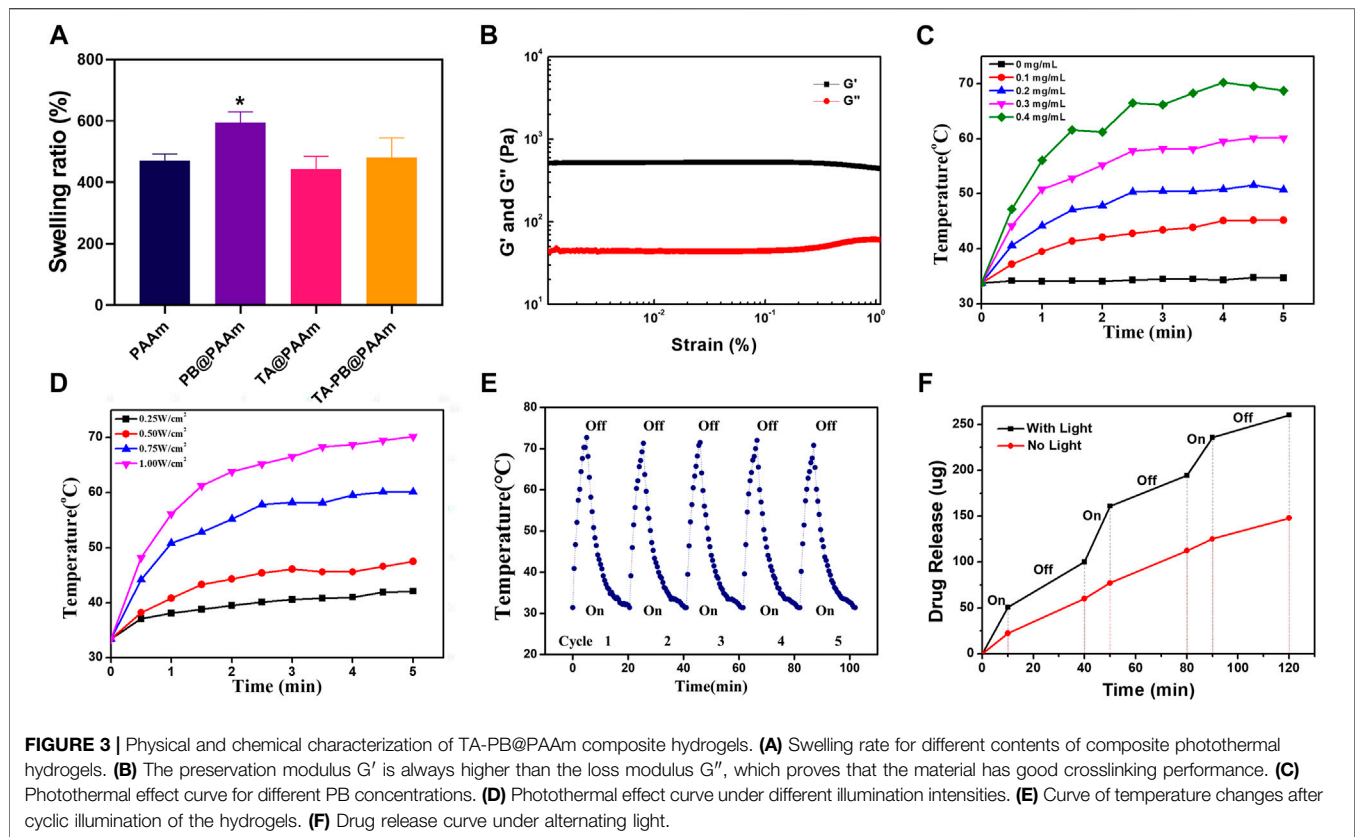 A
Swelling ratio (%)
800
600
400
200
0
*
PAAm
PB@PAAm
TA@PAAm
TA-PB@PAAm
B
G' and G" (Pa)
10⁴
10³
10²
10¹
G'
G"
10⁻²
10⁻¹
10⁰
Strain (%)
C
Temperature(°C)
70
60
50
40
30
0 mg/mL
0.1 mg/mL
0.2 mg/mL
0.3 mg/mL
0.4 mg/mL
0 1 2 3 4 5
Time (min)
D
Temperature(°C)
70
60
50
40
30
0.25W/cm²
0.50W/cm²
0.75W/cm²
1.00W/cm²
0 1 2 3 4 5
Time (min)
E
Temperature(°C)
80
70
60
50
40
30
20
Off Off Off Off Off
On On On On On
Cycle 1 2 3 4 5
0 20 40 60 80 100
Time(min)
F
Drug Release (ug)
250
200
150
100
50
0
With Light
No Light
On
Off
On
Off
On
Off
0 20 40 60 80 100 120
Time (min)
FIGURE 3 | Physical and chemical characterization of TA-PB@PAAm composite hydrogels. (A) Swelling rate for different contents of composite photothermal
hydrogels. (B) The preservation modulus G′ is always higher than the loss modulus G″, which proves that the material has good crosslinking performance. (C)
Photothermal effect curve for different PB concentrations. (D) Photothermal effect curve under different illumination intensities. (E) Curve of temperature changes after
cyclic illumination of the hydrogels. (F) Drug release curve under alternating light.